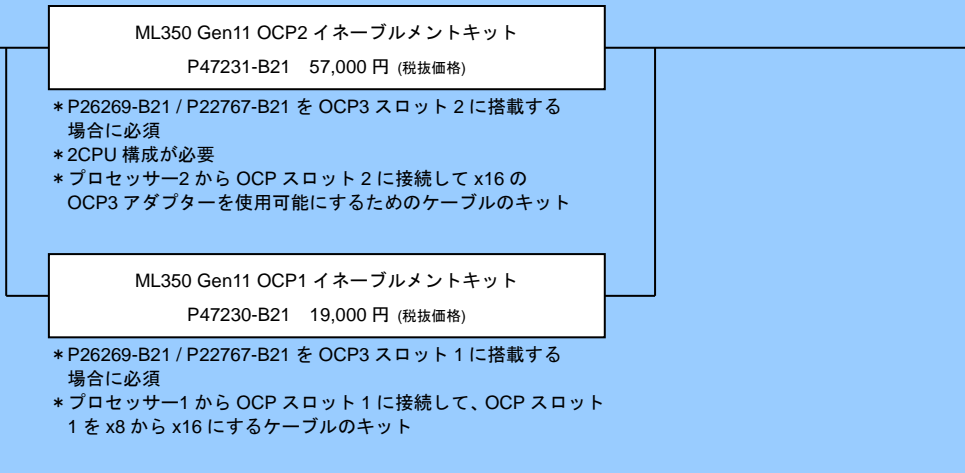 ML350 Gen11 OCP2 イネーブルメントキット
P47231-B21 57,000 円 (税抜価格)
*P26269-B21 / P22767-B21 を OCP3 スロット 2 に搭載する
場合に必須
*2CPU 構成が必要
*プロセッサー2 から OCP スロット 2 に接続して x16 の
OCP3 アダプターを使用可能にするためのケーブルのキット
ML350 Gen11 OCP1 イネーブルメントキット
P47230-B21 19,000 円 (税抜価格)
*P26269-B21 / P22767-B21 を OCP3 スロット 1 に搭載する
場合に必須
*プロセッサー1 から OCP スロット 1 に接続して、OCP スロット
1 を x8 から x16 にするケーブルのキット